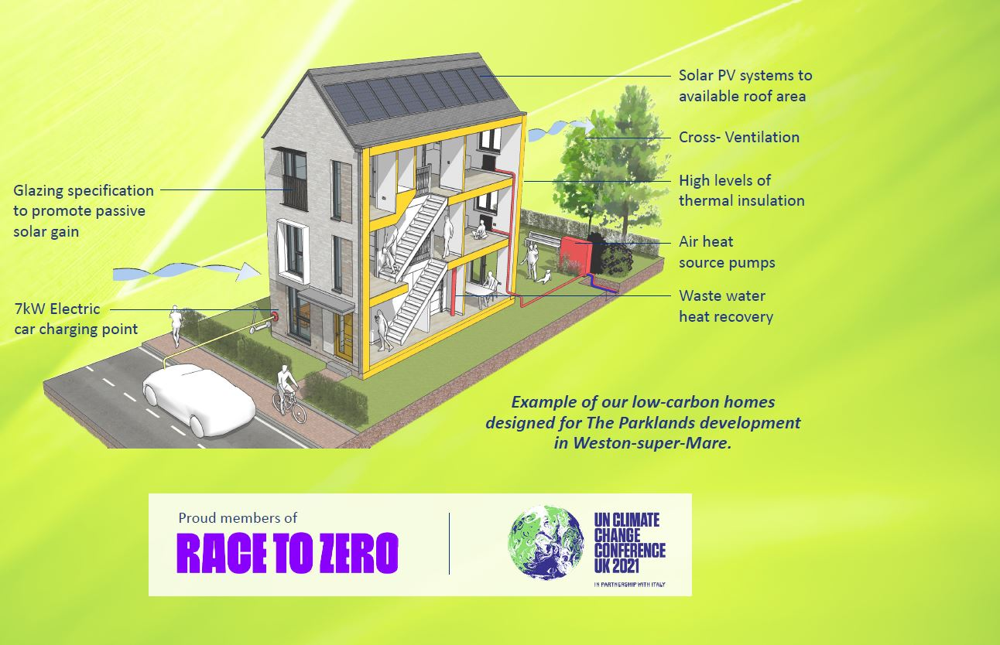 Solar PV systems to
available roof area
Cross- Ventilation
Glazing specification
to promote passive
solar gain
High levels of
thermal insulation
Air heat
source pumps
7kW Electric
car charging point
Waste water
heat recovery
Example of our low-carbon homes
designed for The Parklands development
in Weston-super-Mare.
Proud members of
RACE TO ZERO
UN CLIMATE
CHANGE
CONFERENCE
UK 2021
IN PARTNERSHIP WITH ITALY